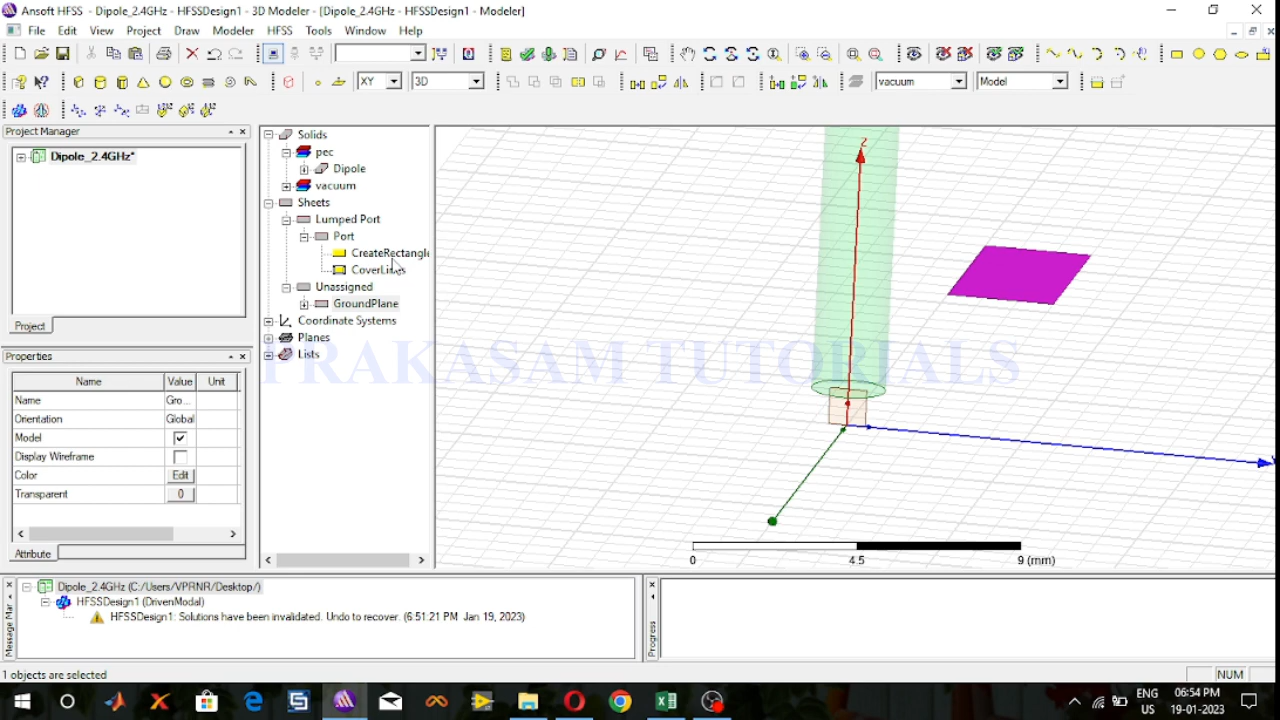 Ansoft HFSS - Dipole_2.4GHz - HFSSDesign1 - 3D Modeler - [Dipole_2.4GHz - HFSSDesign1 - Modeler]
File Edit View Project Draw Modeler HFSS Tools Window Help
XY 3D vacuum Model
Project Manager
Dipole_2.4GHz*
Project
Properties
Name Value Unit
Name Gro...
Orientation Global
Model
Display Wireframe
Color Edit
Transparent 0
Attribute
Solids
pec
Dipole
vacuum
Sheets
Lumped Port
Port
CreateRectangle
CoverLines
Unassigned
GroundPlane
Coordinate Systems
Planes
Lists
PRAKASAM TUTORIALS
Z
0 4.5 9 (mm)
Message Mar
Dipole_2.4GHz (C:/Users/VPRNR/Desktop/)
HFSSDesign1 (DrivenModal)
HFSSDesign1: Solutions have been invalidated. Undo to recover. (6:51:21 PM Jan 19, 2023)
Progress
1 objects are selected
NUM
ENG
US
06:54 PM
19-01-2023